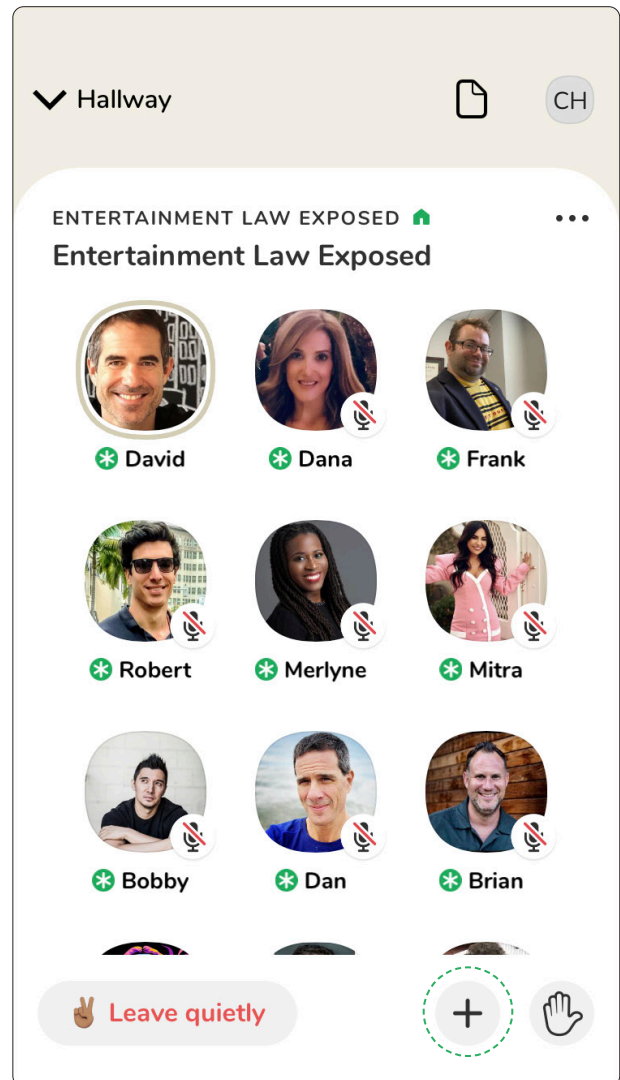 Hallway
CH
ENTERTAINMENT LAW EXPOSED
Entertainment Law Exposed
David
Dana
Frank
Robert
Merlyne
Mitra
Bobby
Dan
Brian
Leave quietly